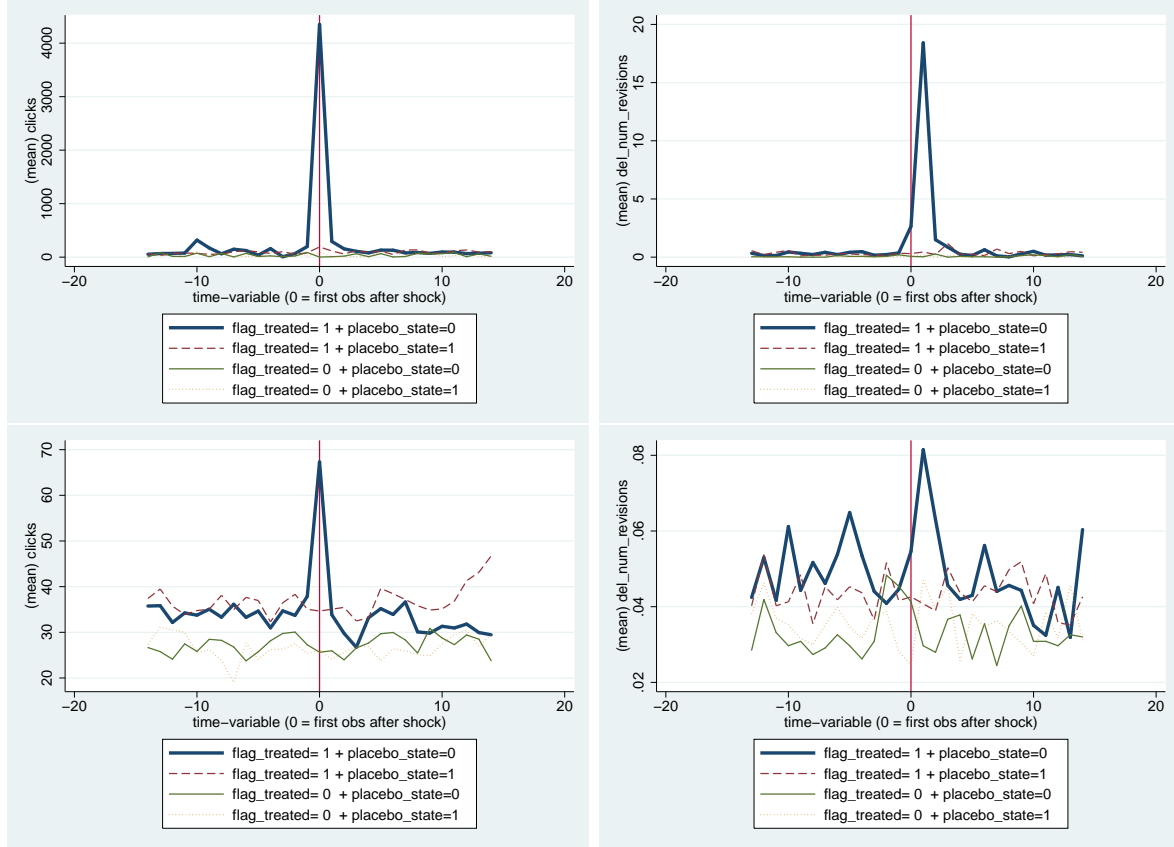 (mean) clicks
4000
3000
2000
1000
0
−20 −10 0 10 20
time−variable (0 = first obs after shock)
flag_treated= 1 + placebo_state=0
flag_treated= 1 + placebo_state=1
flag_treated= 0 + placebo_state=0
flag_treated= 0 + placebo_state=1
(mean) del_num_revisions
20
15
10
5
0
−20 −10 0 10 20
time−variable (0 = first obs after shock)
flag_treated= 1 + placebo_state=0
flag_treated= 1 + placebo_state=1
flag_treated= 0 + placebo_state=0
flag_treated= 0 + placebo_state=1
(mean) clicks
70
60
50
40
30
20
−20 −10 0 10 20
time−variable (0 = first obs after shock)
flag_treated= 1 + placebo_state=0
flag_treated= 1 + placebo_state=1
flag_treated= 0 + placebo_state=0
flag_treated= 0 + placebo_state=1
(mean) del_num_revisions
.08
.06
.04
.02
−20 −10 0 10 20
time−variable (0 = first obs after shock)
flag_treated= 1 + placebo_state=0
flag_treated= 1 + placebo_state=1
flag_treated= 0 + placebo_state=0
flag_treated= 0 + placebo_state=1